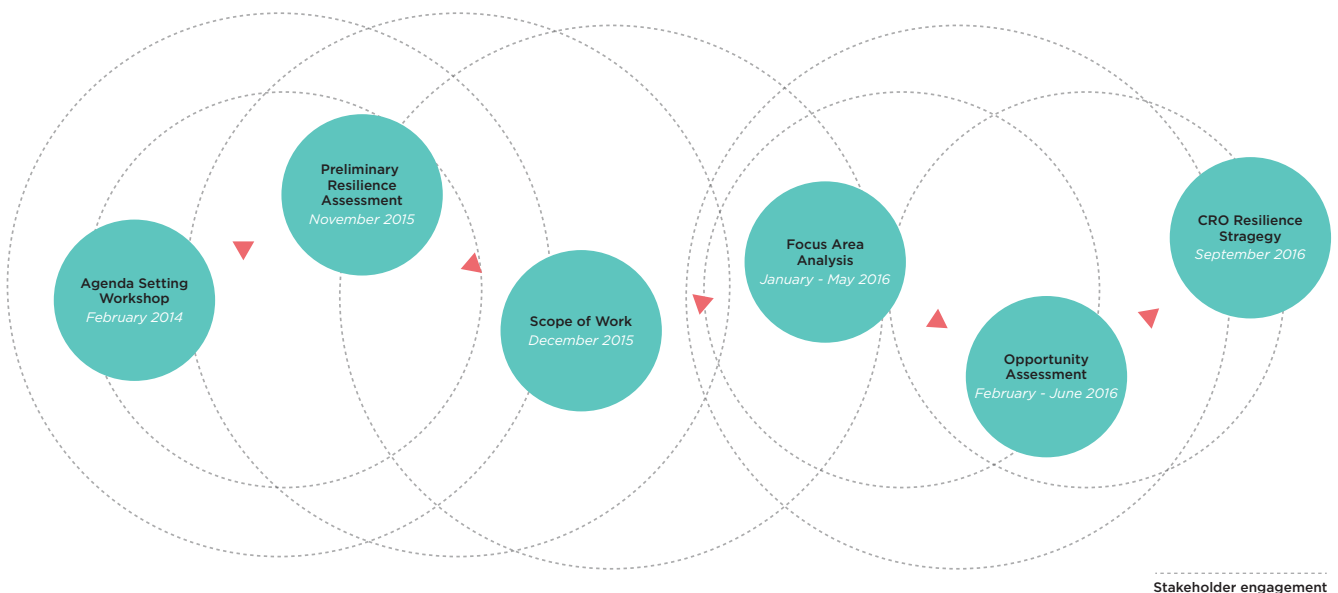 Agenda Setting
Workshop
February 2014
Preliminary
Resilience
Assessment
November 2015
Scope of Work
December 2015
Focus Area
Analysis
January - May 2016
Opportunity
Assessment
February - June 2016
CRO Resilience
Stragegy
September 2016
Stakeholder engagement